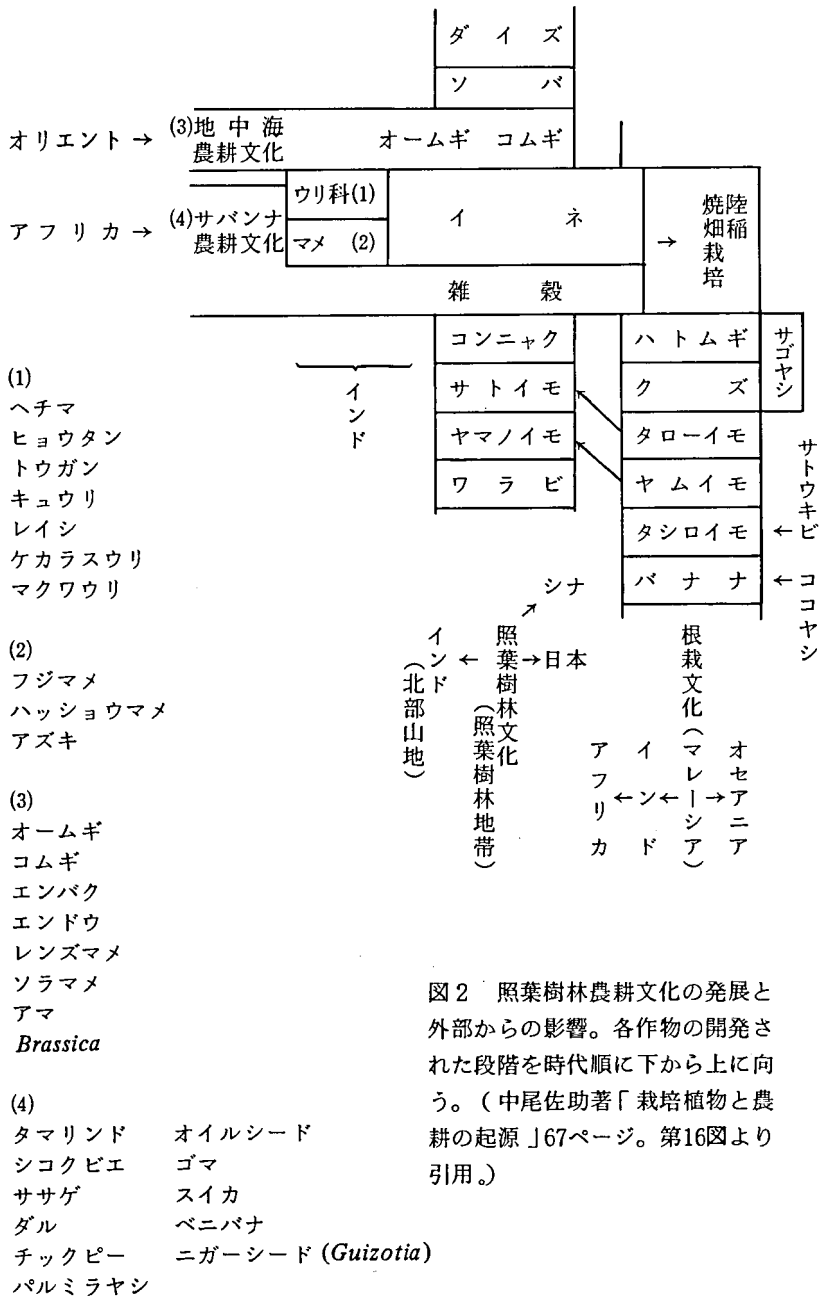 ダイズ
ソバ
オリエント → (3)地中海農耕文化 オームギ コムギ
アフリカ → (4)サバンナ農耕文化
ウリ科(1)
マメ (2)
イネ
→
陸稲
焼畑栽培
雑穀
コンニャク
サトイモ
ヤマノイモ
ワラビ
ハトムギ
クズ
タローイモ
ヤムイモ
タシロイモ
バナナ
サゴヤシ
←サトウキビ
←ココヤシ
インド
シナ
インド(北部山地)
←
照葉樹林文化(照葉樹林地帯)
→日本
根栽文化(マレーシア)
アフリカ
←
インド
←
→
オセアニア
(1)
ヘチマ
ヒョウタン
トウガン
キュウリ
レイシ
ケカラスウリ
マクワウリ
(2)
フジマメ
ハッショウマメ
アズキ
(3)
オームギ
コムギ
エンバク
エンドウ
レンズマメ
ソラマメ
アマ
Brassica
(4)
タマリンド オイルシード
シコクビエ ゴマ
ササゲ スイカ
ダル ベニバナ
チックピー ニガーシード (Guizotia)
パルミラヤシ
図2 照葉樹林農耕文化の発展と
外部からの影響。各作物の開発さ
れた段階を時代順に下から上に向
う。(中尾佐助著「栽培植物と農
耕の起源」67ページ。第16図より
引用。)